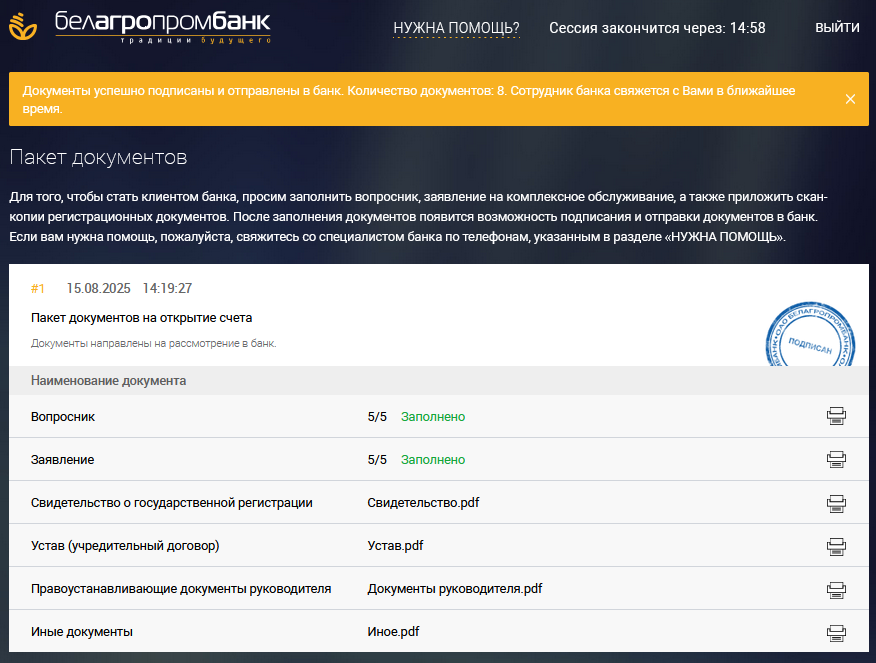 белагропромбанк
традиции будущего
НУЖНА ПОМОЩЬ?
Сессия закончится через: 14:58
ВЫЙТИ
Документы успешно подписаны и отправлены в банк. Количество документов: 8. Сотрудник банка свяжется с Вами в ближайшее
время.
Пакет документов
Для того, чтобы стать клиентом банка, просим заполнить вопросник, заявление на комплексное обслуживание, а также приложить скан-
копии регистрационных документов. После заполнения документов появится возможность подписания и отправки документов в банк.
Если вам нужна помощь, пожалуйста, свяжитесь со специалистом банка по телефонам, указанным в разделе «НУЖНА ПОМОЩЬ».
#1 15.08.2025 14:19:27
Пакет документов на открытие счета
Документы направлены на рассмотрение в банк.
ОАО БЕЛАГРОПРОМБАНК
ПОДПИСАН
Наименование документа
Вопросник 5/5 Заполнено
Заявление 5/5 Заполнено
Свидетельство о государственной регистрации Свидетельство.pdf
Устав (учредительный договор) Устав.pdf
Правоустанавливающие документы руководителя Документы руководителя.pdf
Иные документы Иное.pdf